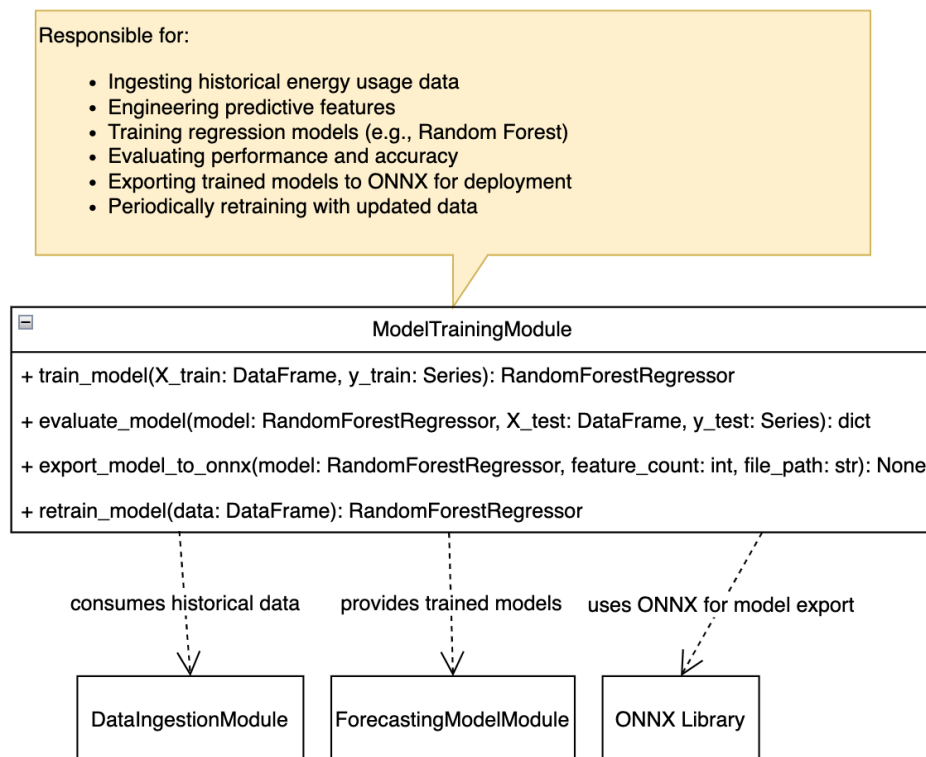 Responsible for:
• Ingesting historical energy usage data
• Engineering predictive features
• Training regression models (e.g., Random Forest)
• Evaluating performance and accuracy
• Exporting trained models to ONNX for deployment
• Periodically retraining with updated data
ModelTrainingModule
+ train_model(X_train: DataFrame, y_train: Series): RandomForestRegressor
+ evaluate_model(model: RandomForestRegressor, X_test: DataFrame, y_test: Series): dict
+ export_model_to_onnx(model: RandomForestRegressor, feature_count: int, file_path: str): None
+ retrain_model(data: DataFrame): RandomForestRegressor
consumes historical data
provides trained models
uses ONNX for model export
DataIngestionModule
ForecastingModelModule
ONNX Library